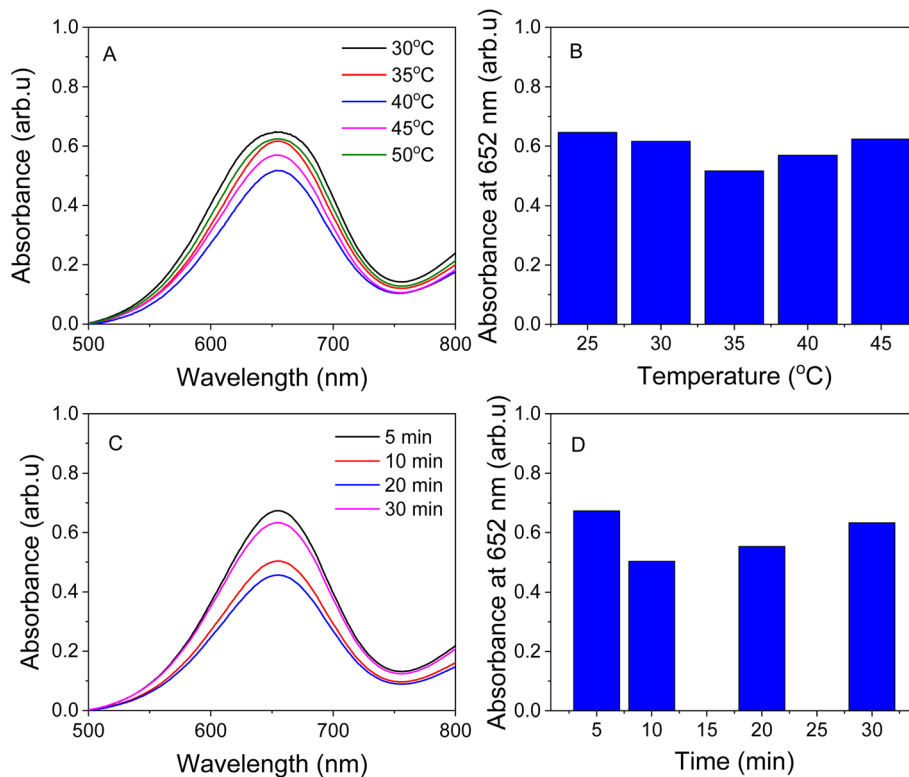 A
30°C
35°C
40°C
45°C
50°C
1.0
0.8
0.6
0.4
0.2
0.0
500
600
700
800
Absorbance (arb.u)
Wavelength (nm)
B
1.0
0.8
0.6
0.4
0.2
0.0
25
30
35
40
45
Absorbance at 652 nm (arb.u)
Temperature (°C)
C
5 min
10 min
20 min
30 min
1.0
0.8
0.6
0.4
0.2
0.0
500
600
700
800
Absorbance (arb.u)
Wavelength (nm)
D
1.0
0.8
0.6
0.4
0.2
0.0
5
10
15
20
25
30
Absorbance at 652 nm (arb.u)
Time (min)